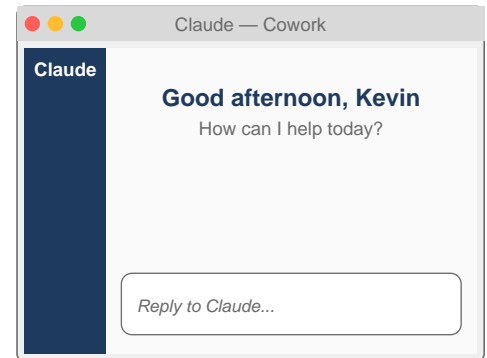 Claude — Cowork
Claude
Good afternoon, Kevin
How can I help today?
Reply to Claude...